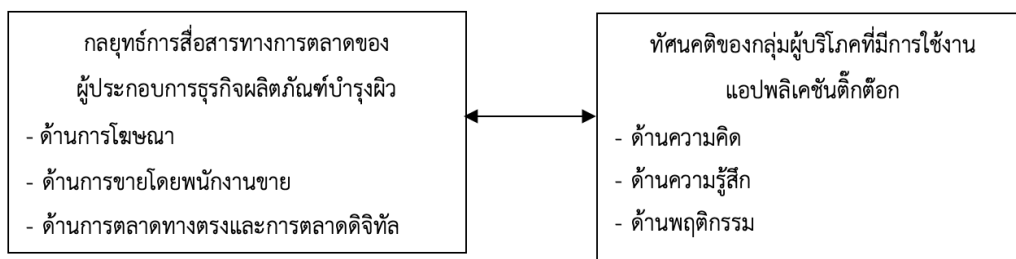 กลยุทธ์การสื่อสารทางการตลาดของ
ผู้ประกอบการธุรกิจผลิตภัณฑ์บำรุงผิว
- ด้านการโฆษณา
- ด้านการขายโดยพนักงานขาย
- ด้านการตลาดทางตรงและการตลาดดิจิทัล
ทัศนคติของกลุ่มผู้บริโภคที่มีการใช้งาน
แอปพลิเคชันติ๊กต๊อก
- ด้านความคิด
- ด้านความรู้สึก
- ด้านพฤติกรรม